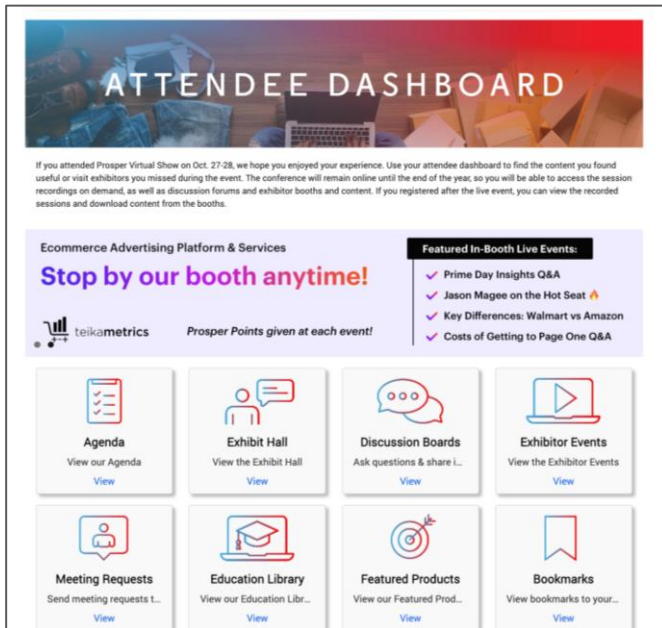 ATTENDEE DASHBOARD
If you attended Prosper Virtual Show on Oct. 27-28, we hope you enjoyed your experience. Use your attendee dashboard to find the content you found
useful or visit exhibitors you missed during the event. The conference will remain online until the end of the year, so you will be able to access the session
recordings on demand, as well as discussion forums and exhibitor booths and content. If you registered after the live event, you can view the recorded
sessions and download content from the booths.
Ecommerce Advertising Platform & Services
Stop by our booth anytime!
teikametrics
Prosper Points given at each event!
Featured In-Booth Live Events:
Prime Day Insights Q&A
Jason Magee on the Hot Seat 🔥
Key Differences: Walmart vs Amazon
Costs of Getting to Page One Q&A
Agenda
View our Agenda
View
Exhibit Hall
View the Exhibit Hall
View
Discussion Boards
Ask questions & share i...
View
Exhibitor Events
View the Exhibitor Events
View
Meeting Requests
Send meeting requests t...
View
Education Library
View our Education Libr...
View
Featured Products
View our Featured Prod...
View
Bookmarks
View bookmarks to your...
View